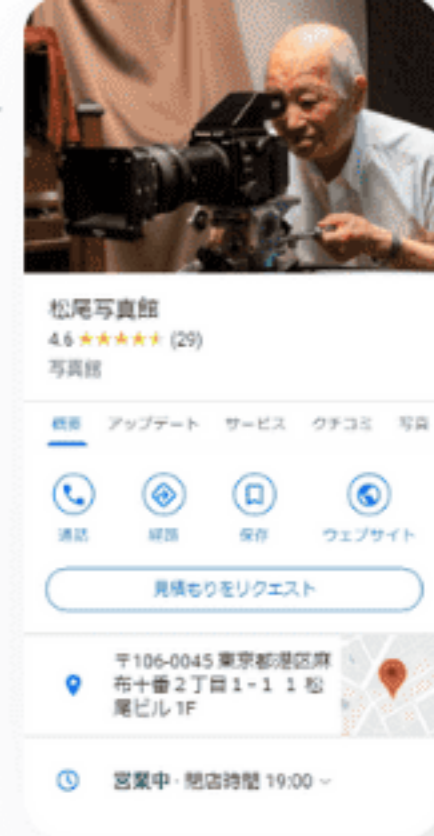 松尾写真館
4.6 ★★★★★ (29)
写真館
概要 アップデート サービス クチコミ 写真
通話 経路 保存 ウェブサイト
見積もりをリクエスト
〒106-0045 東京都港区麻
布十番2丁目1-1 1 松
尾ビル 1F
営業中 · 閉店時間 19:00